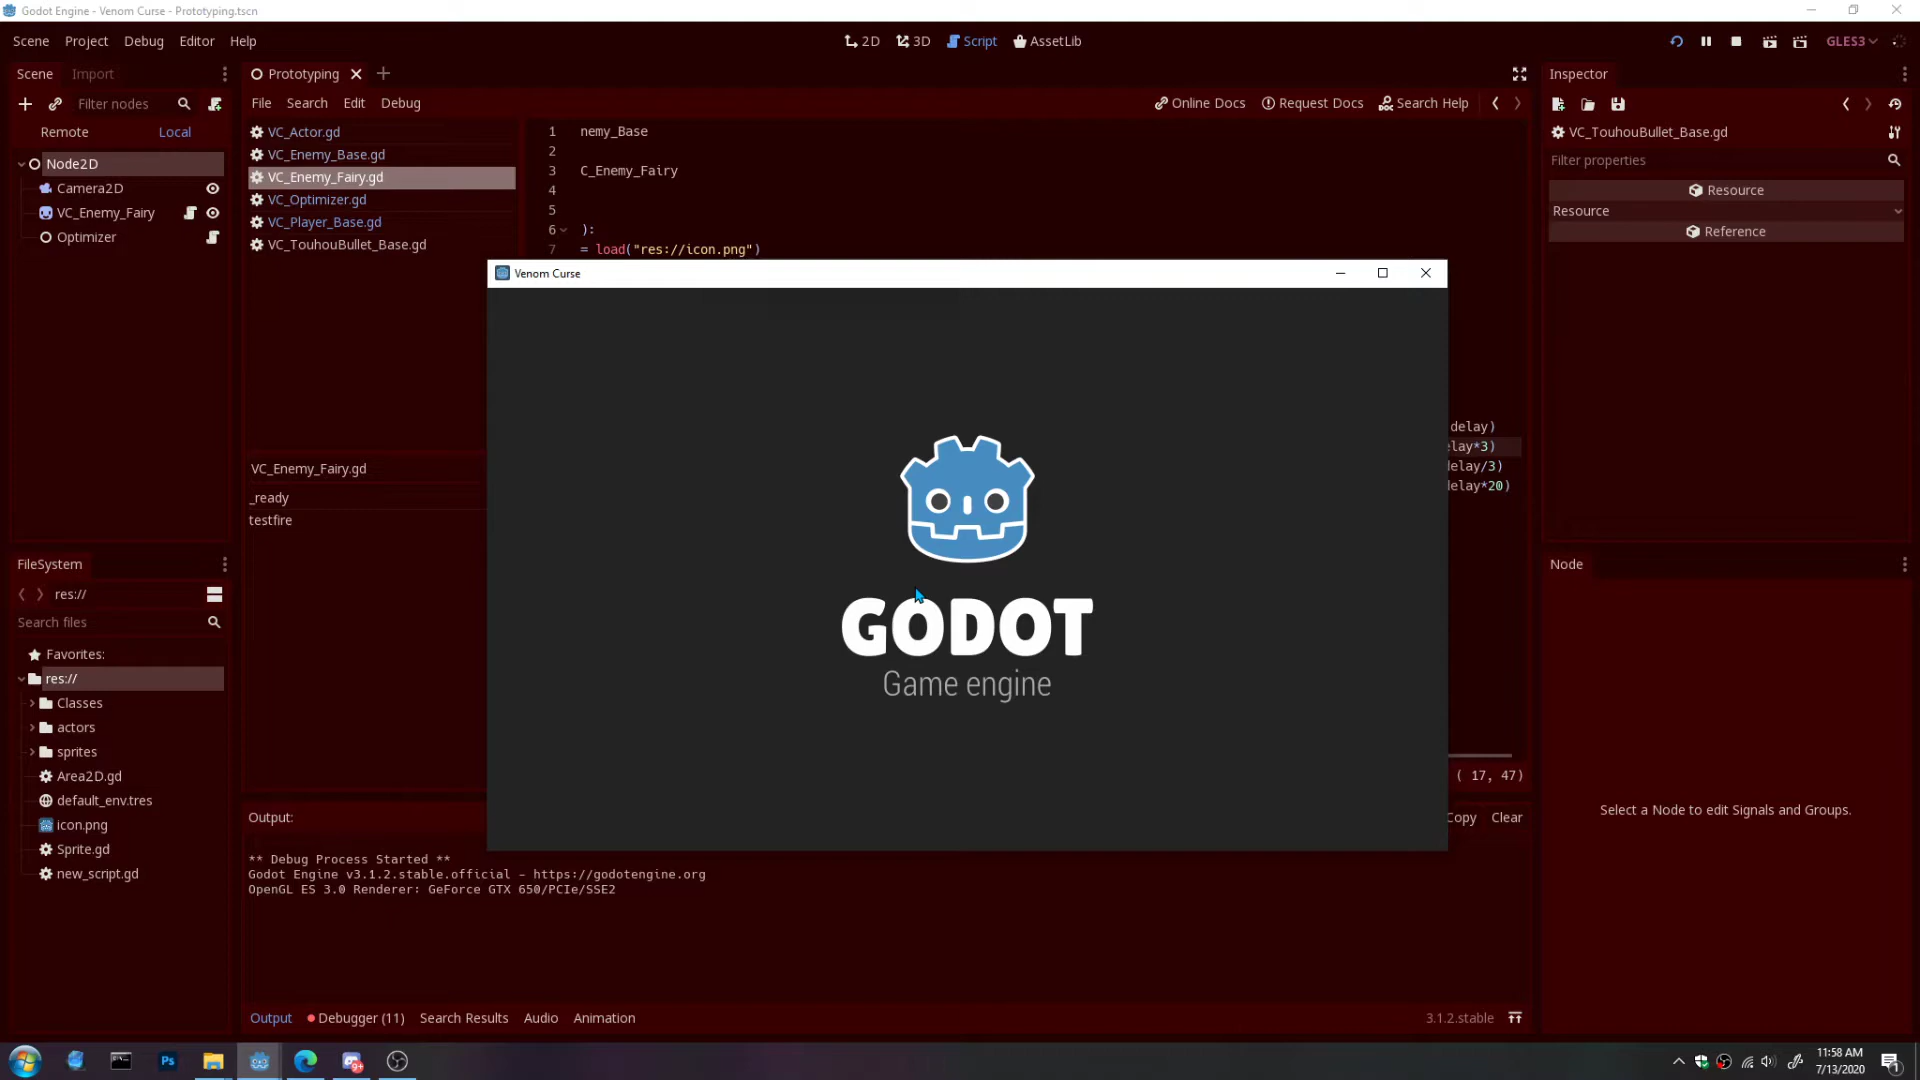 Godot Engine - Venom Curse - Prototyping.tscn
Scene Project Debug Editor Help
2D 3D Script AssetLib
GLES3
Scene Import
Prototyping
Inspector
Filter nodes
File Search Edit Debug
Online Docs Request Docs Search Help
Remote Local
VC_Actor.gd
1 nemy_Base
VC_TouhouBullet_Base.gd
Node2D
VC_Enemy_Base.gd
2
Filter properties
Camera2D
VC_Enemy_Fairy.gd
3 C_Enemy_Fairy
Resource
VC_Enemy_Fairy
VC_Optimizer.gd
4
Resource
Optimizer
VC_Player_Base.gd
5
6 ):
Reference
VC_TouhouBullet_Base.gd
7 = load("res://icon.png")
Venom Curse
delay)
elay*3)
delay/3)
delay*20)
VC_Enemy_Fairy.gd
_ready
testfire
GODOT
Game engine
FileSystem
Node
res://
Search files
Favorites:
res://
Classes
actors
sprites
Area2D.gd
default_env.tres
icon.png
Sprite.gd
new_script.gd
( 17, 47)
Select a Node to edit Signals and Groups.
Output:
Copy Clear
** Debug Process Started **
Godot Engine v3.1.2.stable.official - https://godotengine.org
OpenGL ES 3.0 Renderer: GeForce GTX 650/PCIe/SSE2
Output Debugger (11) Search Results Audio Animation
3.1.2.stable
Ps
9+
11:58 AM
7/13/2020
1